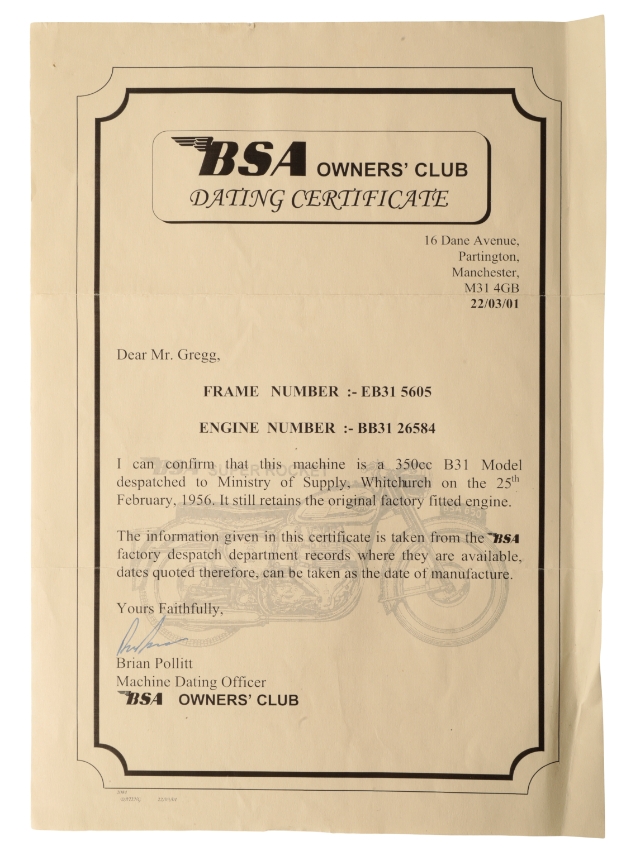 BSA OWNERS' CLUB
DATING CERTIFICATE
16 Dane Avenue,
Partington,
Manchester,
M31 4GB
22/03/01
Dear Mr. Gregg,
FRAME NUMBER :- EB31 5605
ENGINE NUMBER :- BB31 26584
BSA SUPER ROCKET
I can confirm that this machine is a 350cc B31 Model
despatched to Ministry of Supply, Whitchurch on the 25th
February, 1956. It still retains the original factory fitted engine.
The information given in this certificate is taken from the BSA
factory despatch department records where they are available,
dates quoted therefore, can be taken as the date of manufacture.
Yours Faithfully,
Brian Pollitt
Machine Dating Officer
BSA OWNERS' CLUB